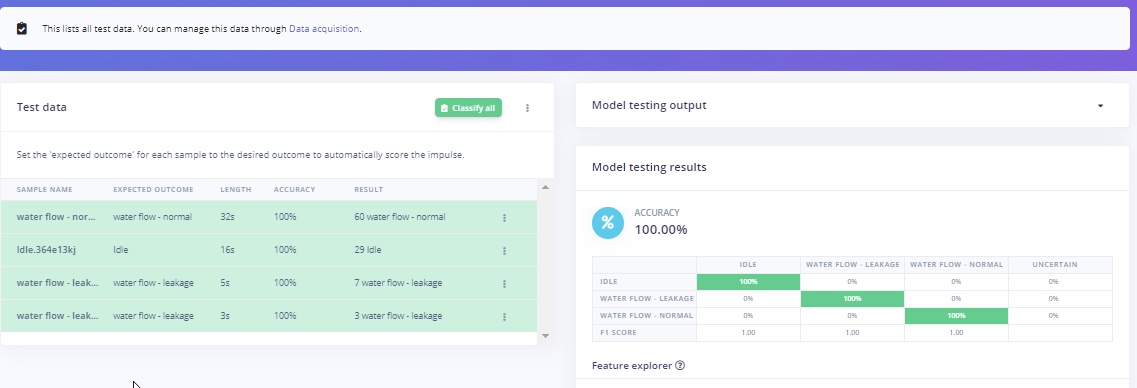 This lists all test data. You can manage this data through Data acquisition.
Test data
Classify all
Set the 'expected outcome' for each sample to the desired outcome to automatically score the impulse.
SAMPLE NAME EXPECTED OUTCOME LENGTH ACCURACY RESULT
water flow - nor... water flow - normal 32s 100% 60 water flow - normal
Idle.364e13kj Idle 16s 100% 29 Idle
water flow - leak... water flow - leakage 5s 100% 7 water flow - leakage
water flow - leak... water flow - leakage 3s 100% 3 water flow - leakage
Model testing output
Model testing results
%
ACCURACY
100.00%
IDLE WATER FLOW - LEAKAGE WATER FLOW - NORMAL UNCERTAIN
IDLE 100% 0% 0% 0%
WATER FLOW - LEAKAGE 0% 100% 0% 0%
WATER FLOW - NORMAL 0% 0% 100% 0%
F1 SCORE 1.00 1.00 1.00
Feature explorer ?